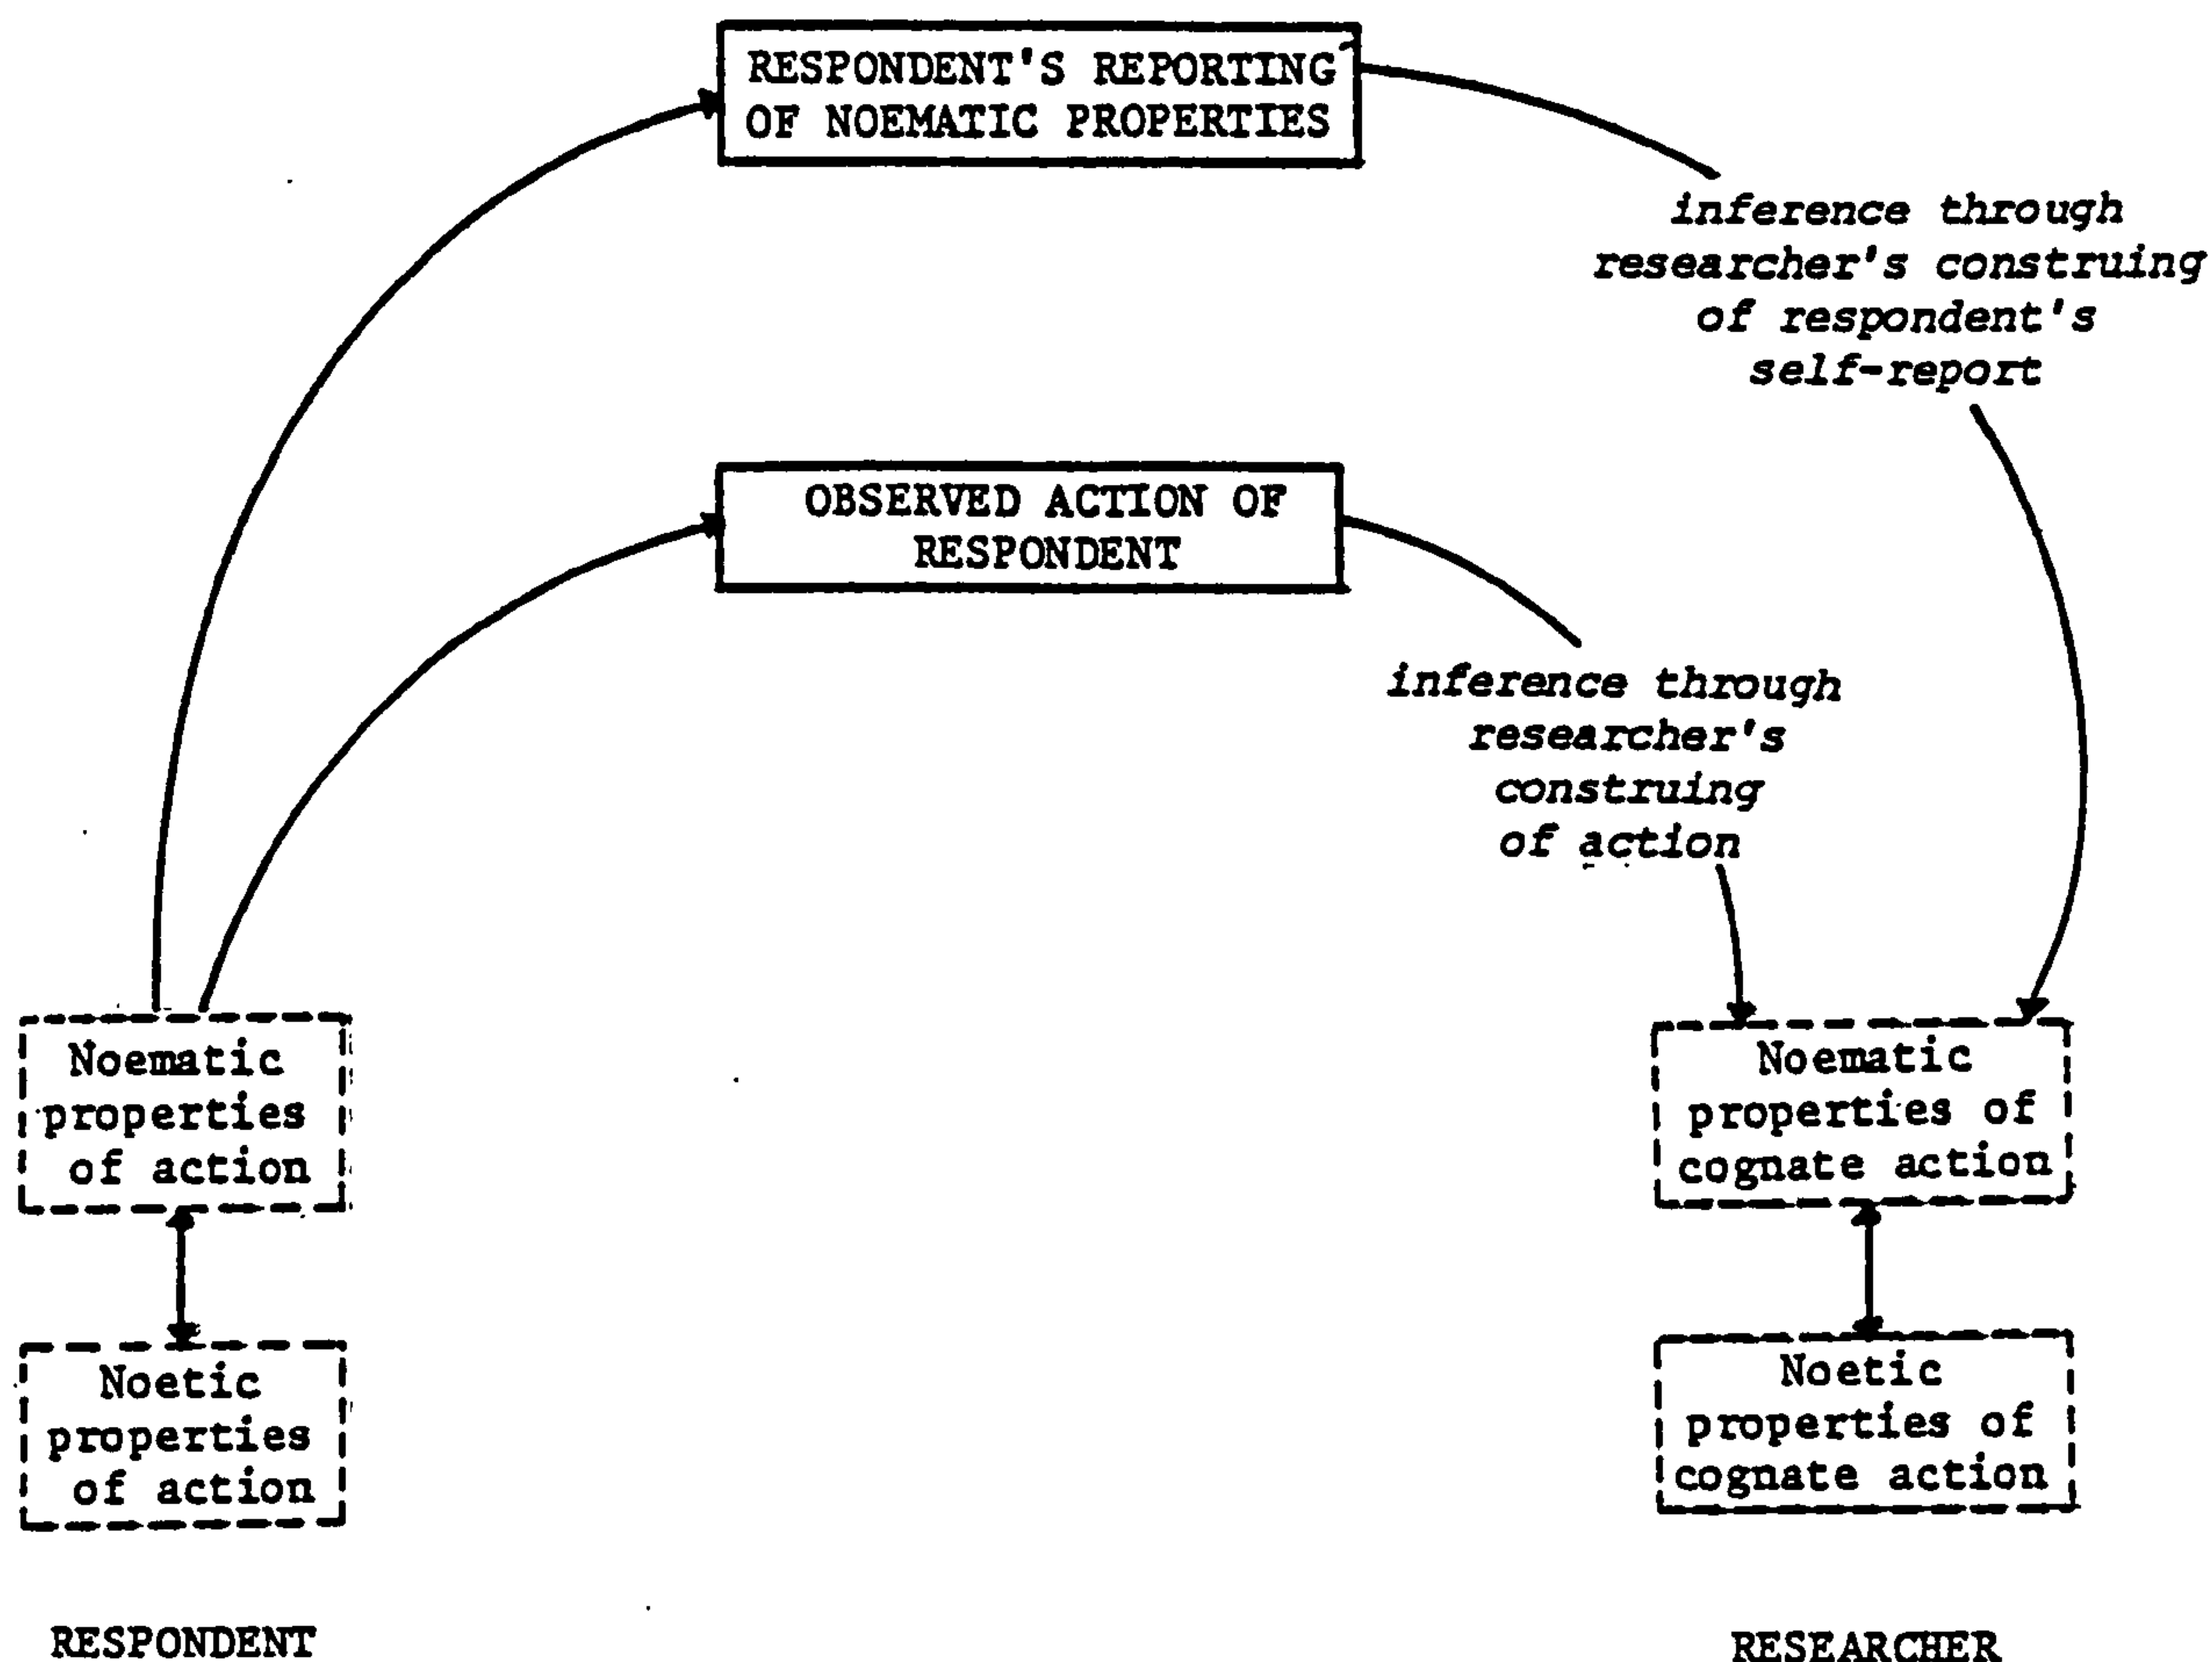 RESPONDENT'S REPORTING
OF NOEMATIC PROPERTIES
inference through
researcher's construing
of respondent's
self-report
OBSERVED ACTION OF
RESPONDENT
inference through
researcher's
construing
of action
Noematic
properties
of action
Noematic
properties of
cognate action
Noetic
properties
of action
Noetic
properties of
cognate action
RESPONDENT
RESEARCHER